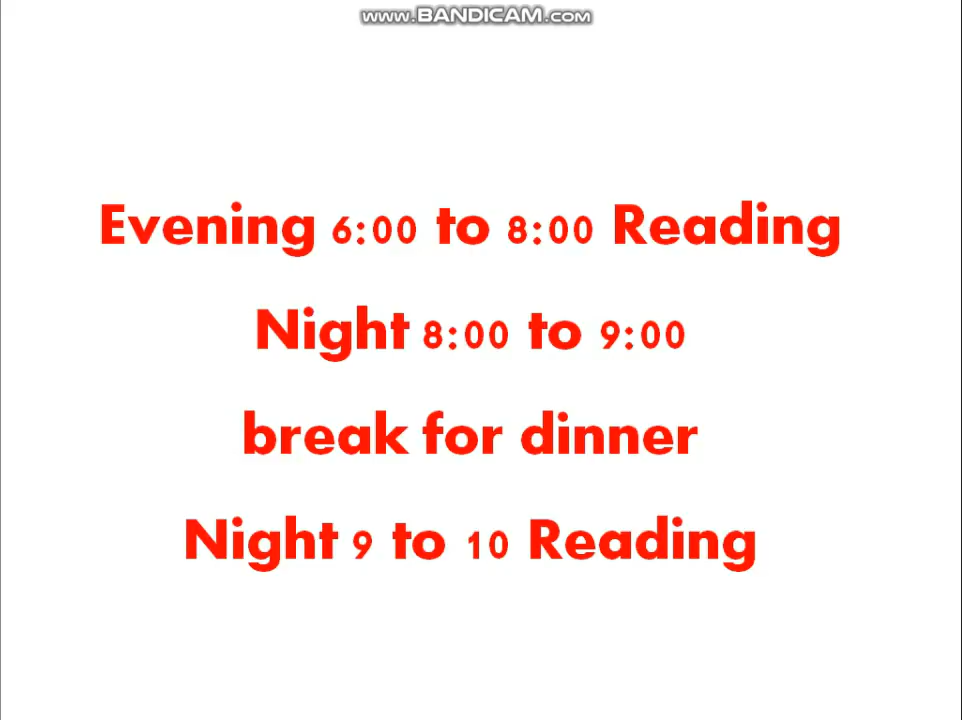 www.BANDICAM.com
Evening 6:00 to 8:00 Reading
Night 8:00 to 9:00
break for dinner
Night 9 to 10 Reading